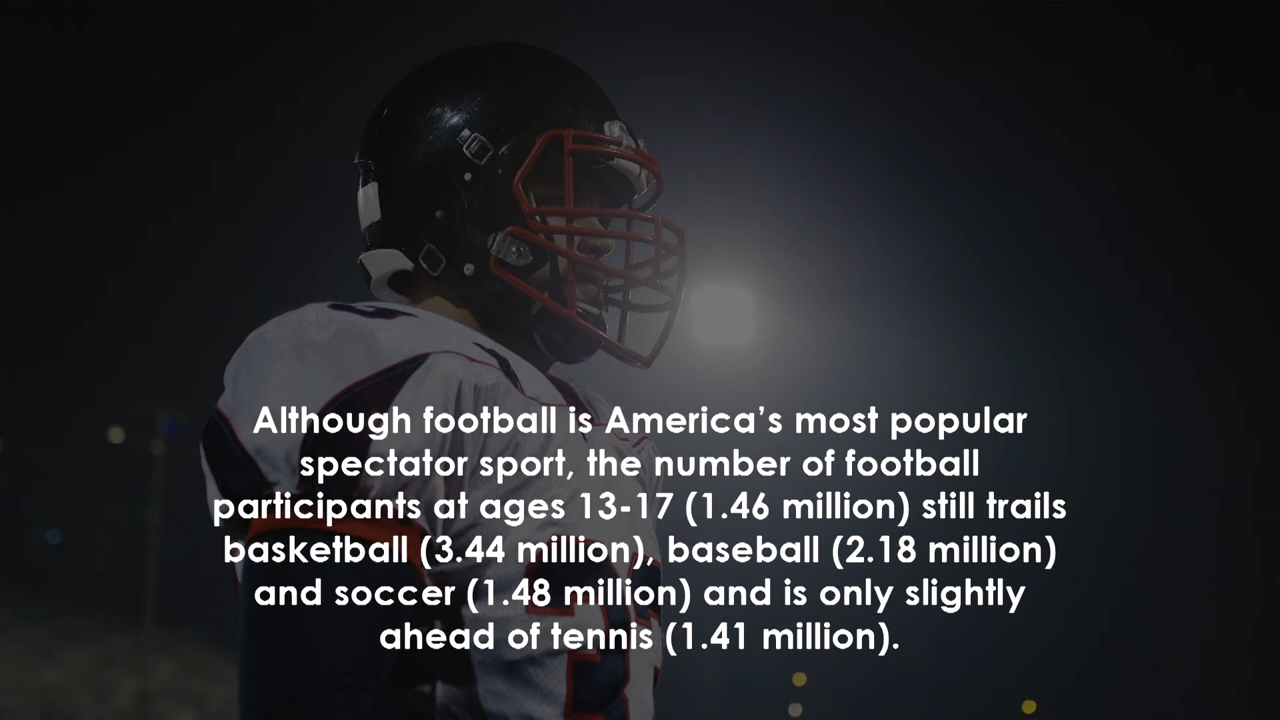 Although football is America’s most popular
spectator sport, the number of football
participants at ages 13-17 (1.46 million) still trails
basketball (3.44 million), baseball (2.18 million)
and soccer (1.48 million) and is only slightly
ahead of tennis (1.41 million).